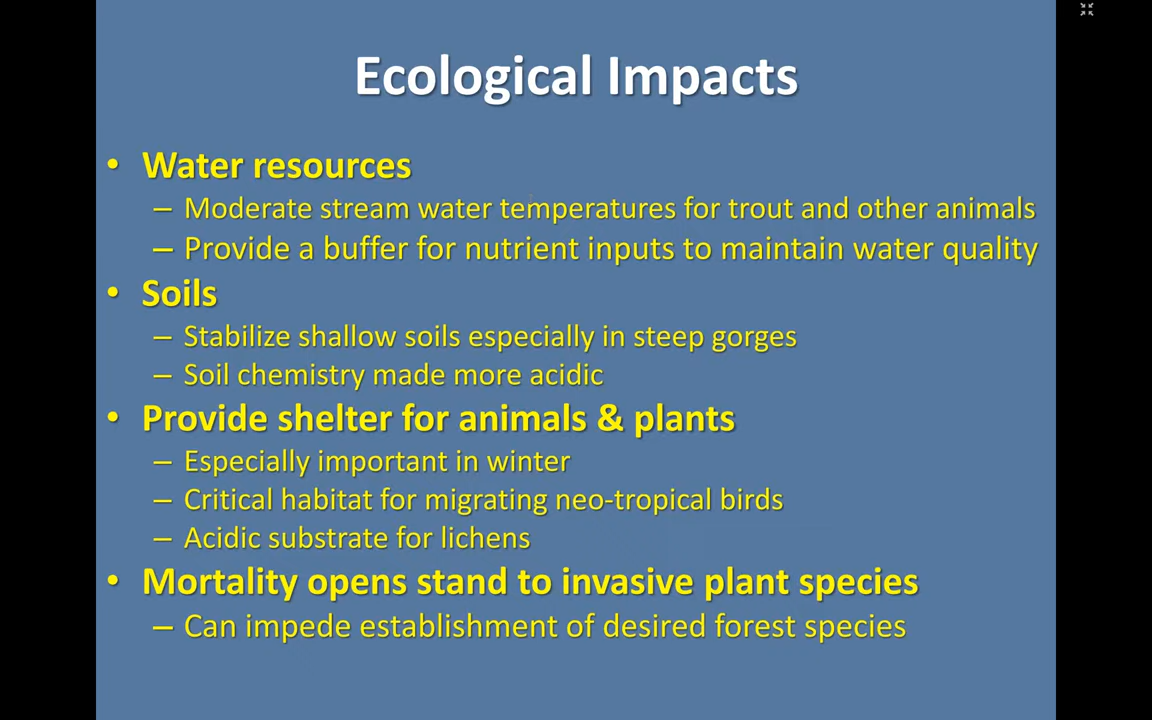 Ecological Impacts
• Water resources
– Moderate stream water temperatures for trout and other animals
– Provide a buffer for nutrient inputs to maintain water quality
• Soils
– Stabilize shallow soils especially in steep gorges
– Soil chemistry made more acidic
• Provide shelter for animals & plants
– Especially important in winter
– Critical habitat for migrating neo-tropical birds
– Acidic substrate for lichens
• Mortality opens stand to invasive plant species
– Can impede establishment of desired forest species